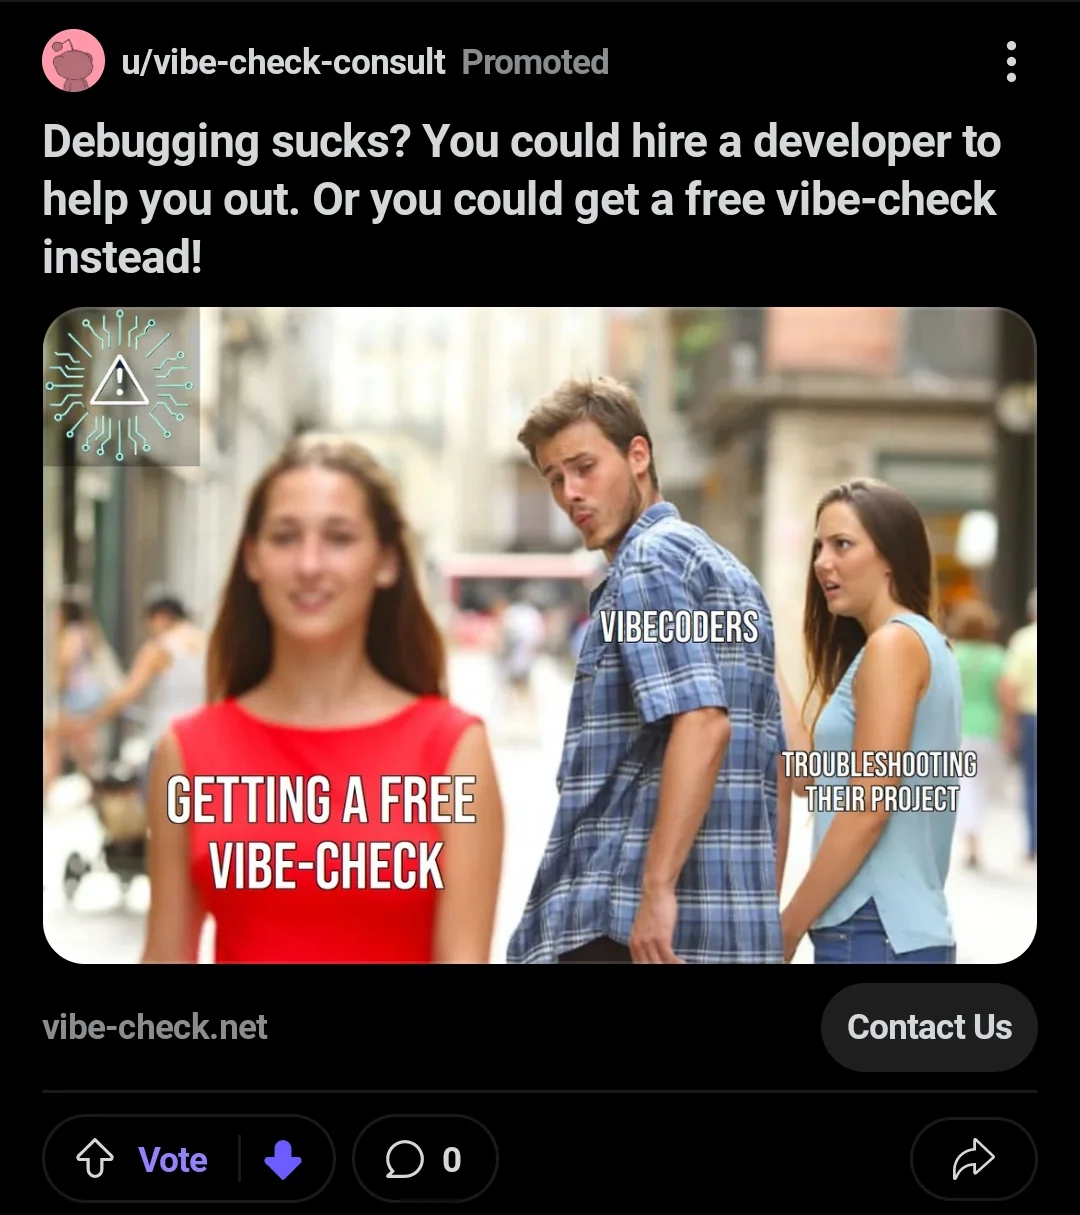 u/vibe-check-consult Promoted
Debugging sucks? You could hire a developer to
help you out. Or you could get a free vibe-check
instead!
!
VIBECODERS
TROUBLESHOOTING
THEIR PROJECT
GETTING A FREE
VIBE-CHECK
vibe-check.net
Contact Us
Vote
0